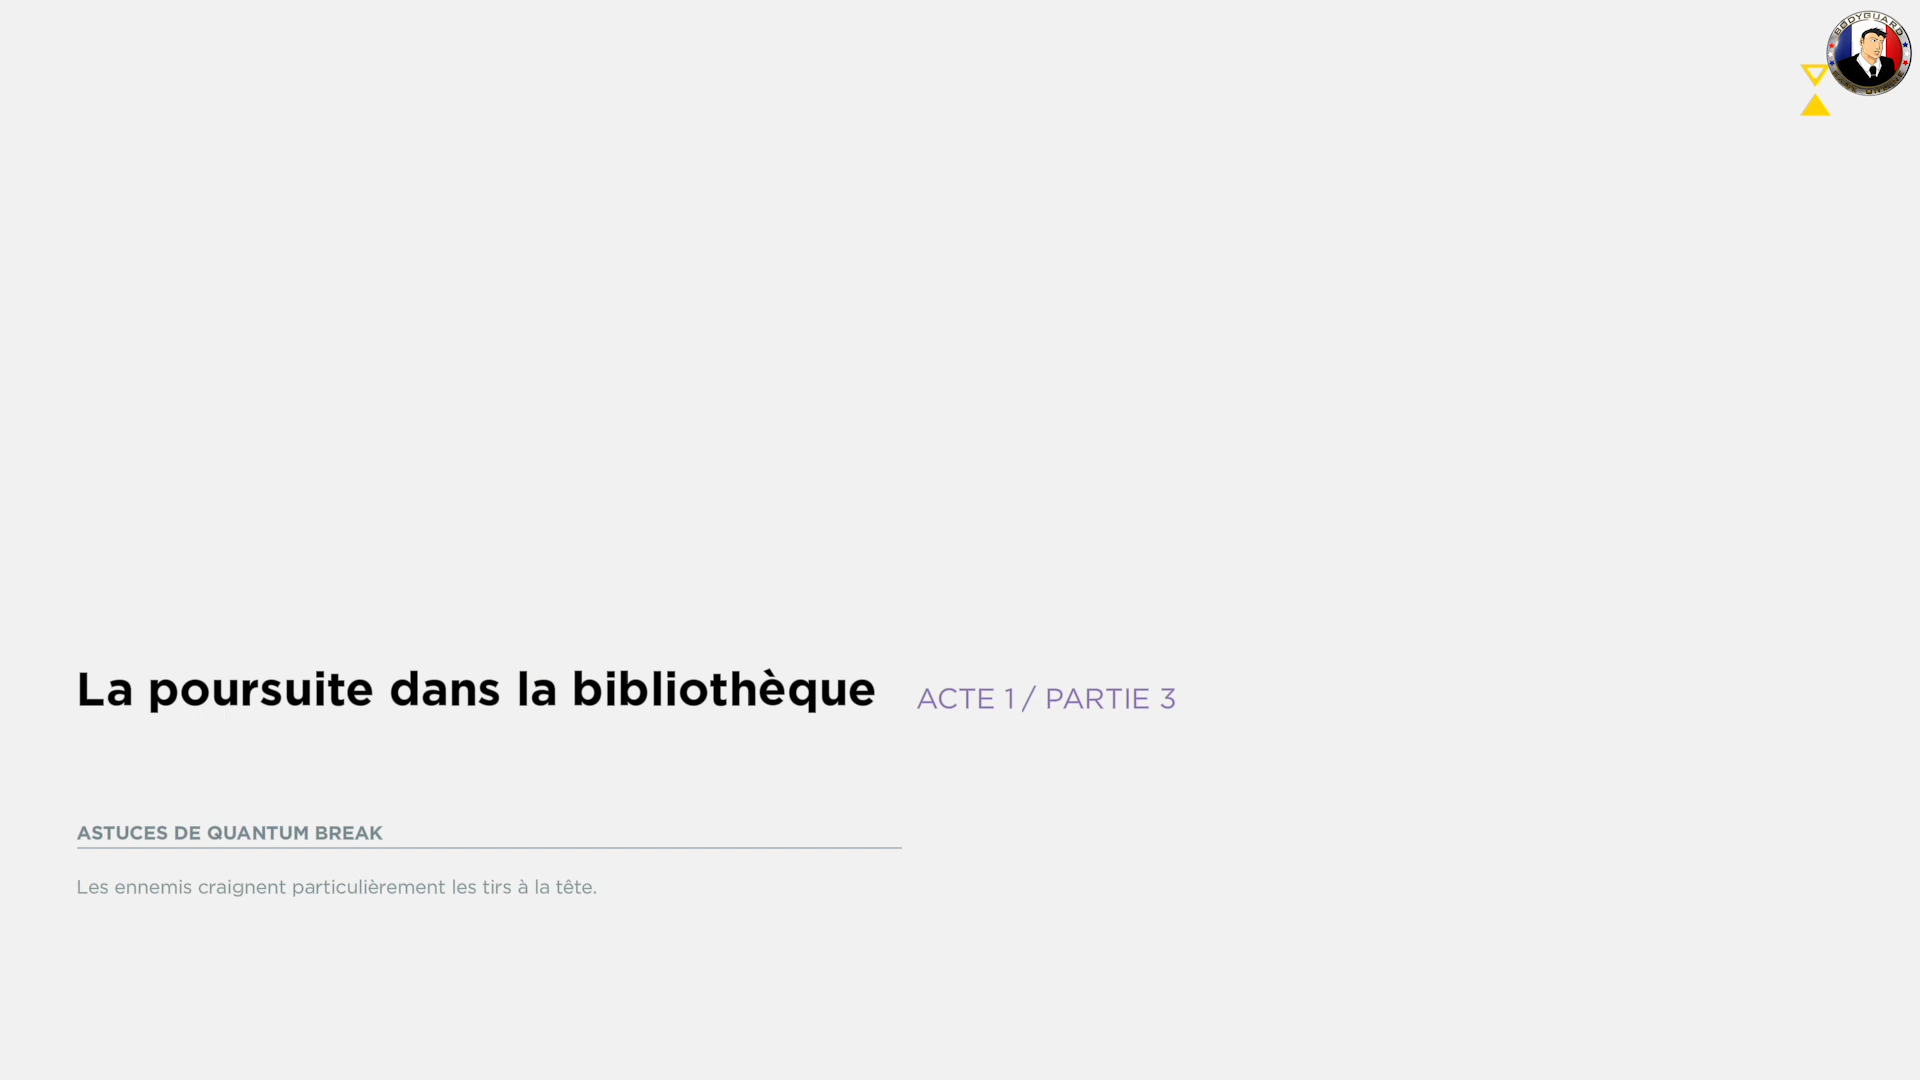 BODYGUARD
La poursuite dans la bibliothèque
ACTE 1 / PARTIE 3
ASTUCES DE QUANTUM BREAK
Les ennemis craignent particulièrement les tirs à la tête.